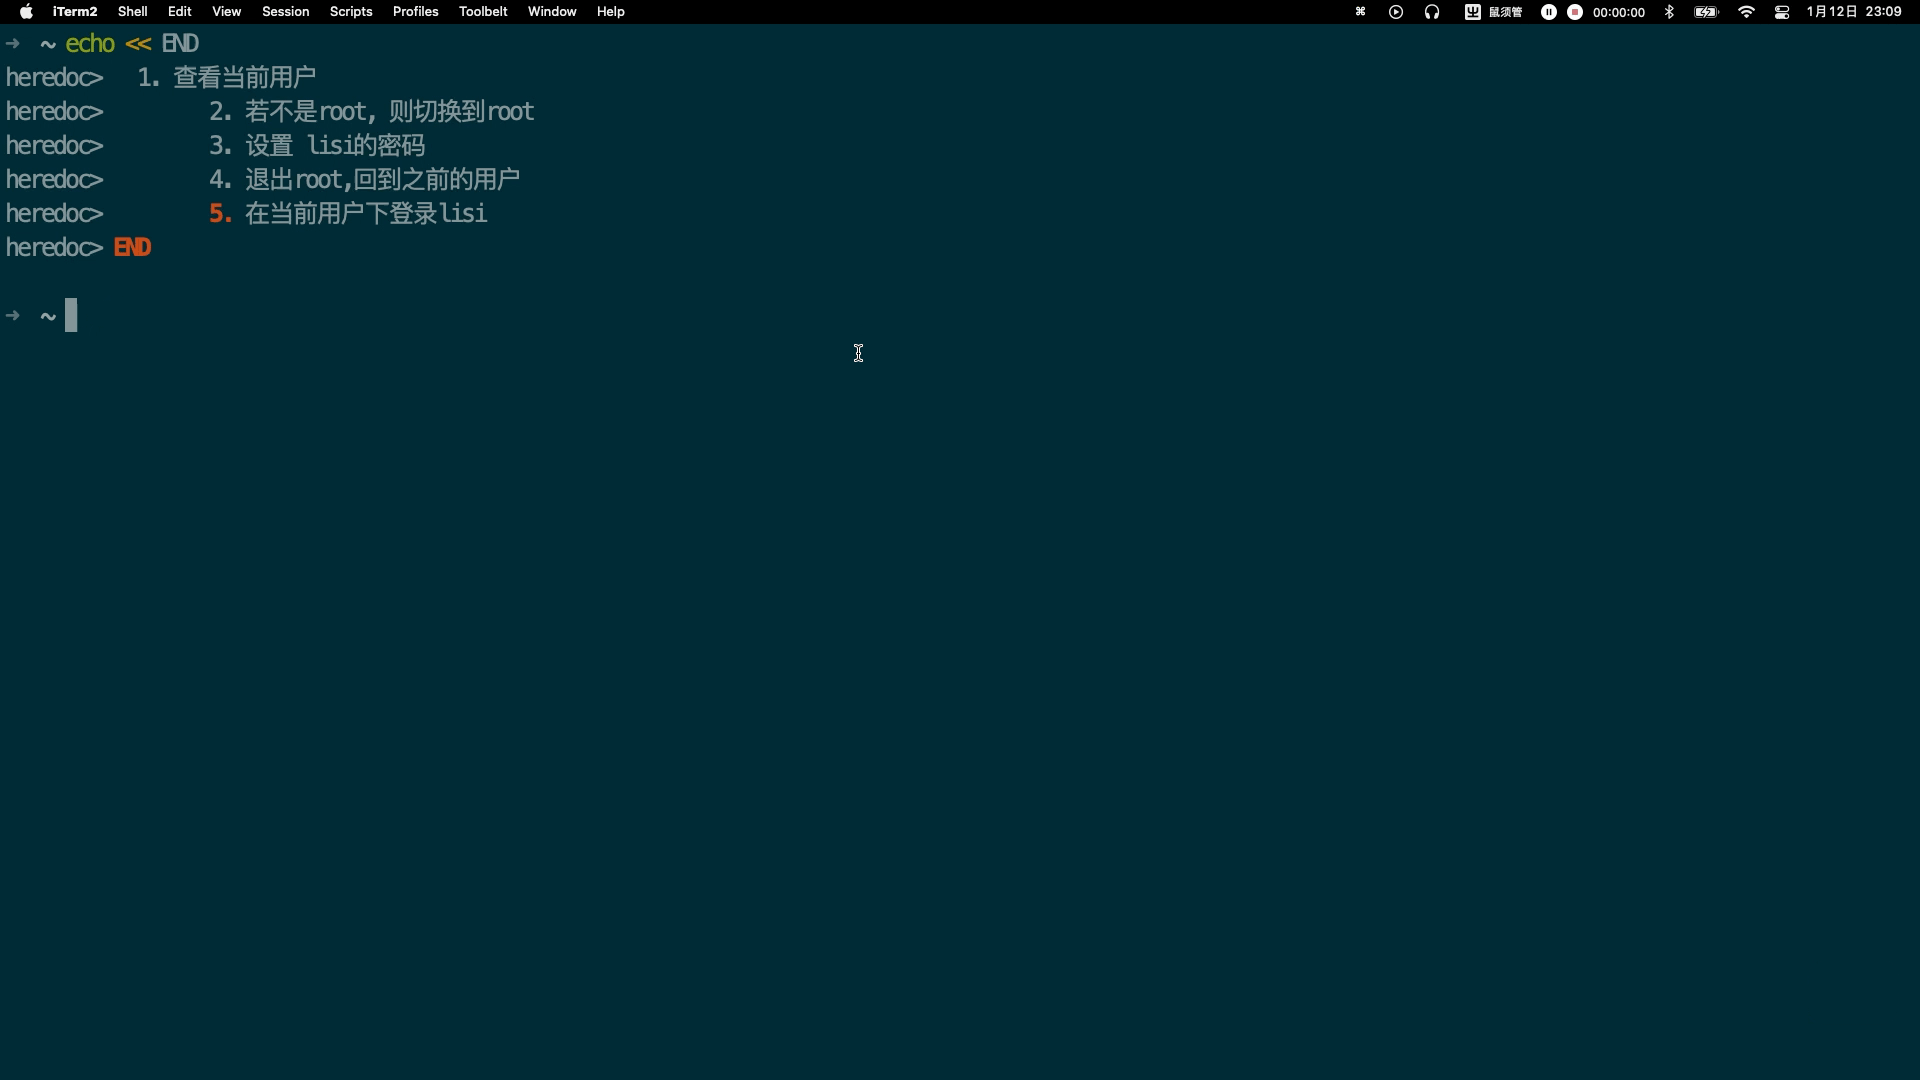 iTerm2 Shell Edit View Session Scripts Profiles Toolbelt Window Help 鼠须管 00:00:00 1月12日 23:09
➜ ~ echo << END
heredoc> 1. 查看当前用户
heredoc> 2. 若不是root, 则切换到root
heredoc> 3. 设置 lisi的密码
heredoc> 4. 退出root,回到之前的用户
heredoc> 5. 在当前用户下登录lisi
heredoc> END
➜ ~